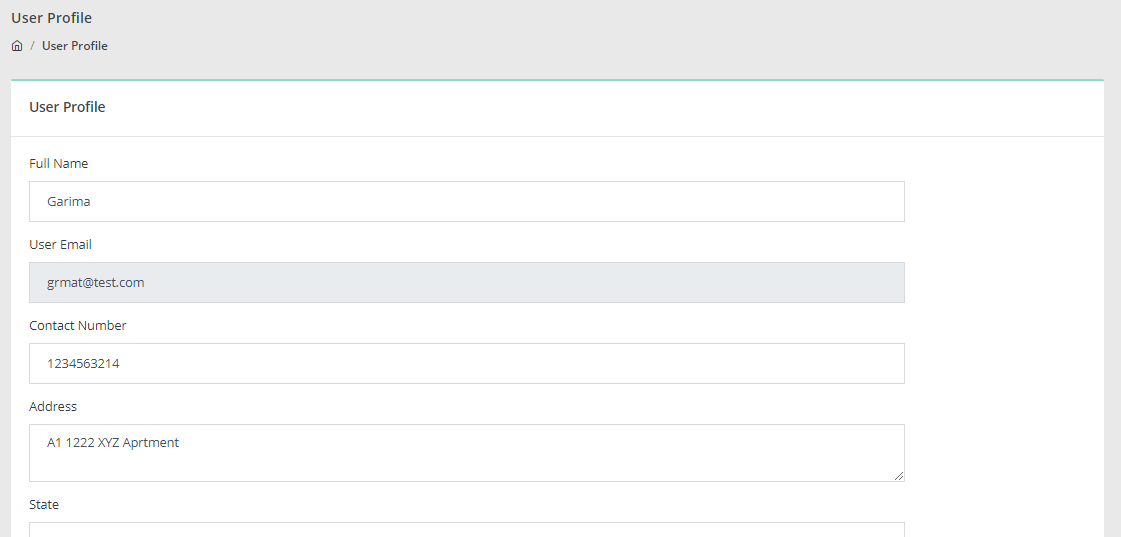 User Profile
/ User Profile
User Profile
Full Name
Garima
User Email
grmat@test.com
Contact Number
1234563214
Address
A1 1222 XYZ Aprtment
State